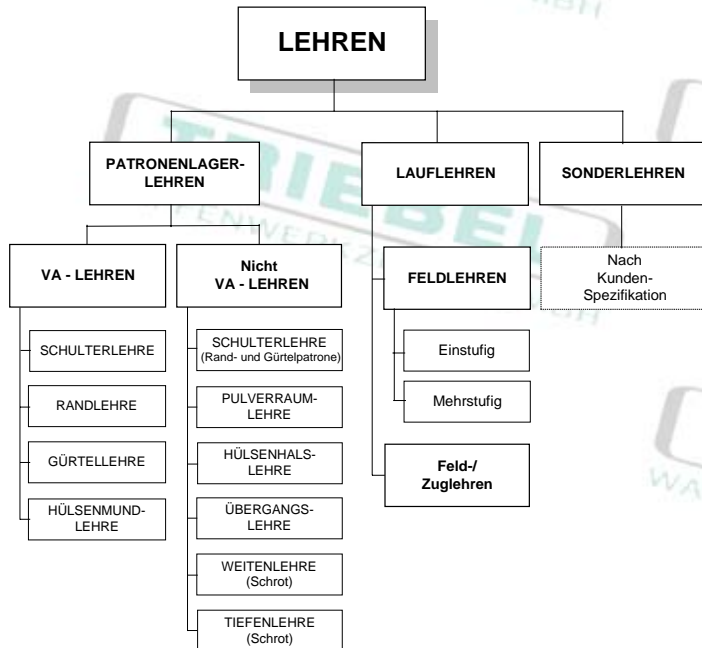 LEHREN
PATRONENLAGER-
LEHREN
LAUFLEHREN
SONDERLEHREN
VA - LEHREN
Nicht
VA - LEHREN
FELDLEHREN
Nach
Kunden-
Spezifikation
SCHULTERLEHRE
RANDLEHRE
GÜRTELLEHRE
HÜLSENMUND-
LEHRE
SCHULTERLEHRE
(Rand- und Gürtelpatrone)
PULVERRAUM-
LEHRE
HÜLSENHALS-
LEHRE
ÜBERGANGS-
LEHRE
WEITENLEHRE
(Schrot)
TIEFENLEHRE
(Schrot)
Einstufig
Mehrstufig
Feld-/
Zuglehren
TRIEBEL